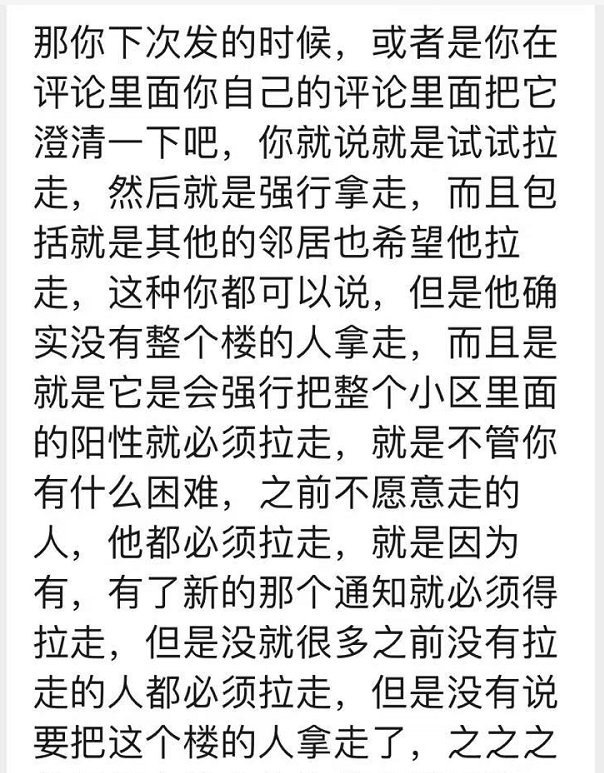 那你下次发的时候，或者是你在
评论里面你自己的评论里面把它
澄清一下吧，你就说就是试试拉
走，然后就是强行拿走，而且包
括就是其他的邻居也希望他拉
走，这种你都可以说，但是他确
实没有整个楼的人拿走，而且是
就是它是会强行把整个小区里面
的阳性就必须拉走，就是不管你
有什么困难，之前不愿意走的
人，他都必须拉走，就是因为
有，有了新的那个通知就必须得
拉走，但是没就很多之前没有拉
走的人都必须拉走，但是没有说
要把这个楼的人拿走了，之之之